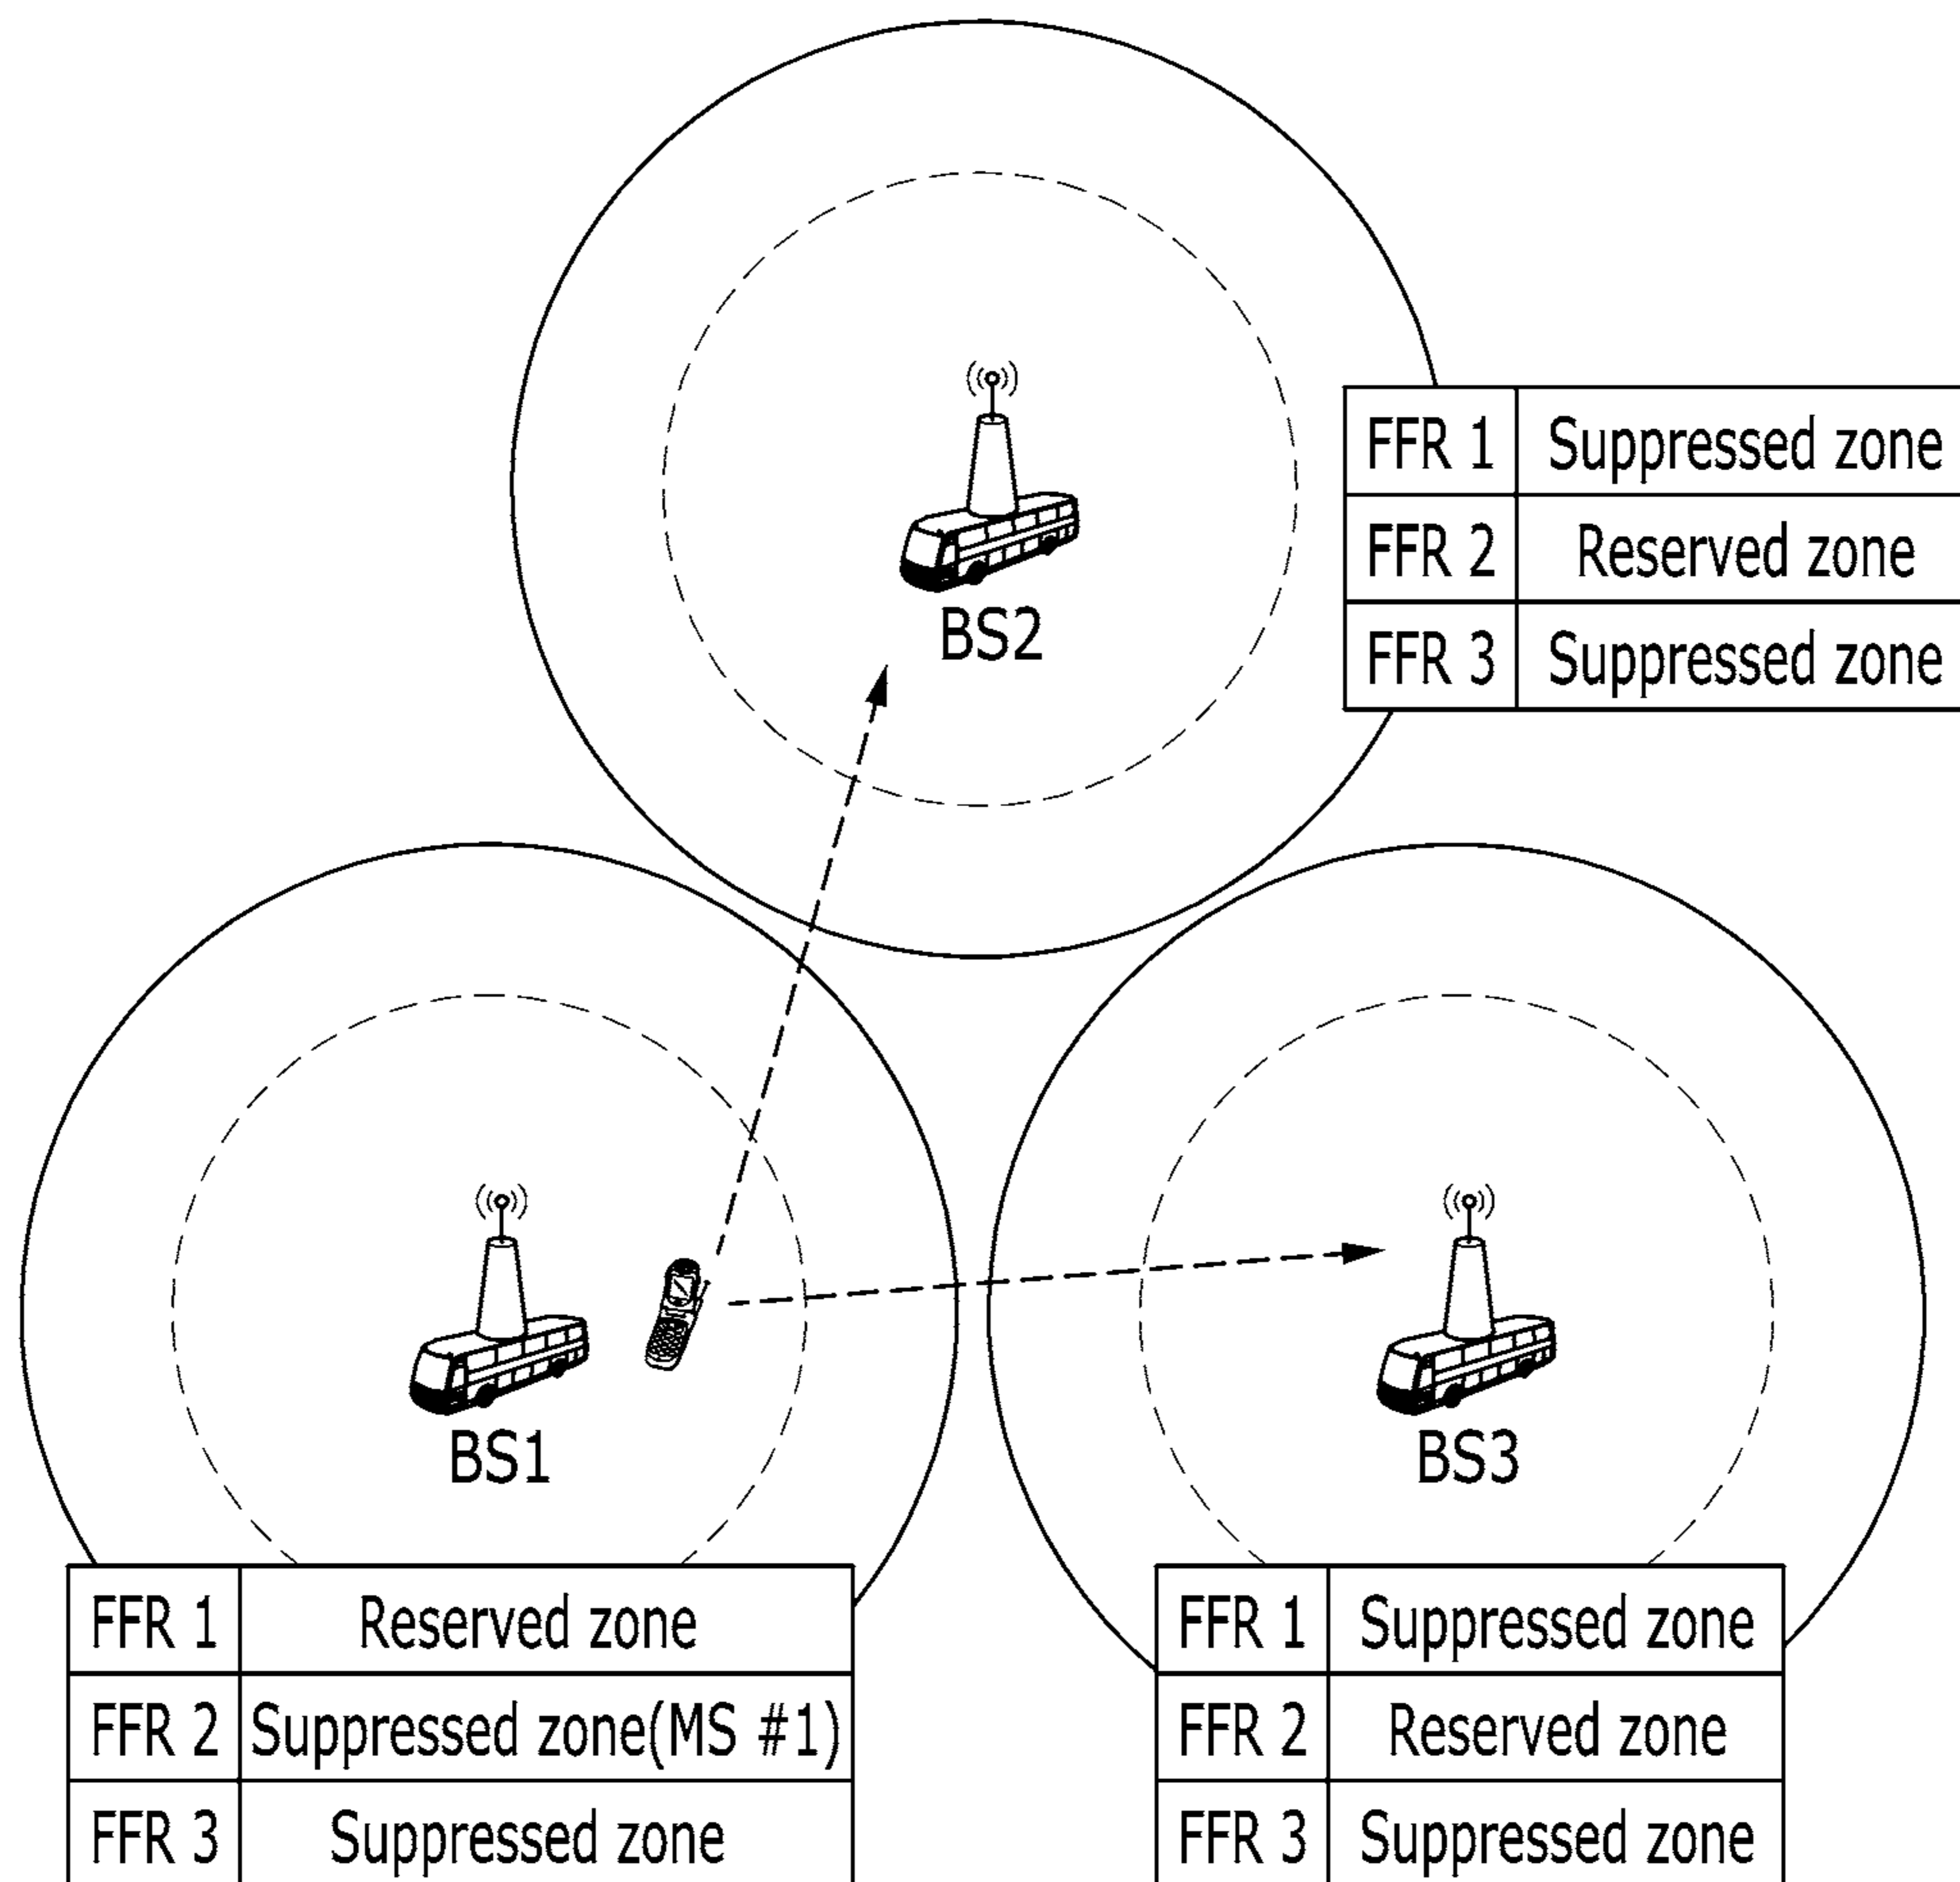 BS2
FFR 1 Suppressed zone
FFR 2 Reserved zone
FFR 3 Suppressed zone
BS1
BS3
FFR 1 Reserved zone
FFR 2 Suppressed zone(MS #1)
FFR 3 Suppressed zone
FFR 1 Suppressed zone
FFR 2 Reserved zone
FFR 3 Suppressed zone